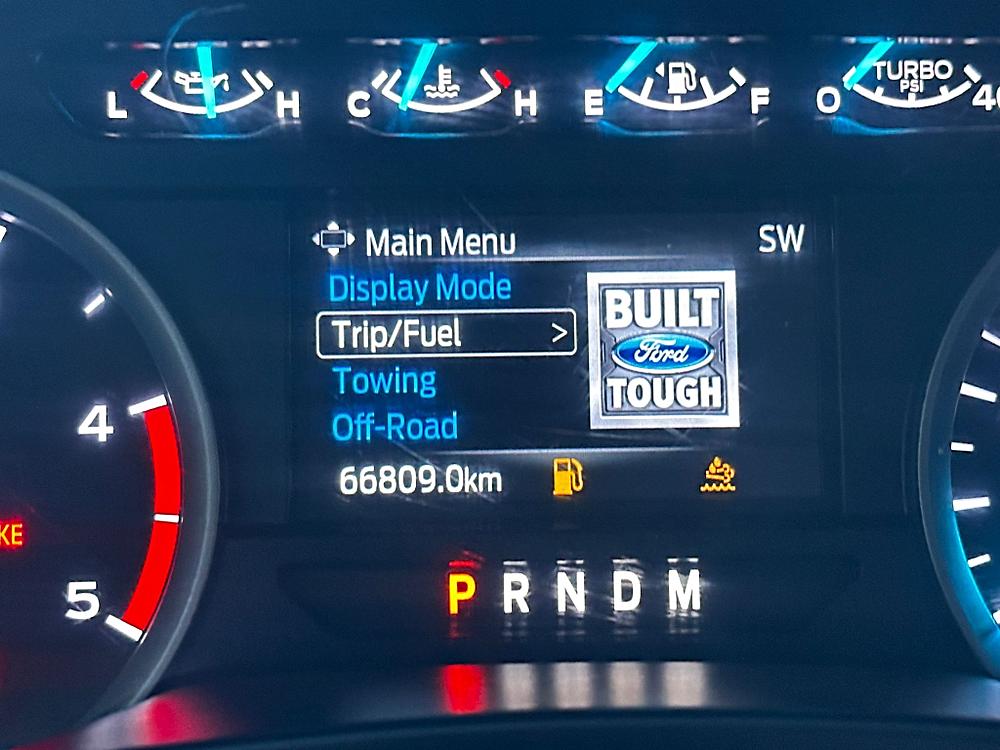 L H C H E F O TURBO PSI 40
Main Menu SW
Display Mode
Trip/Fuel >
Towing
Off-Road
BUILT
Ford
TOUGH
66809.0km
4
5
KE
P R N D M